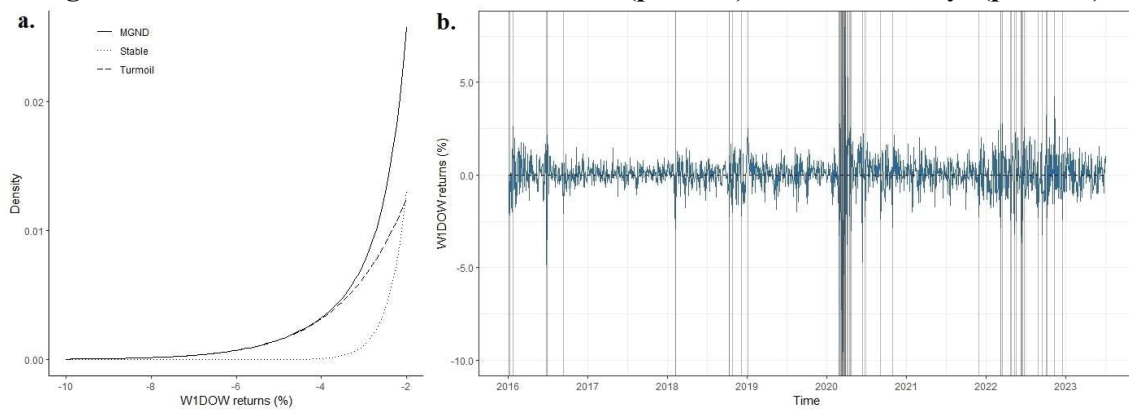 a.
MGND
Stable
Turmoil
0.02
0.01
0.00
Density
-10
-8
-6
-4
-2
W1DOW returns (%)
b.
5.0
0.0
-5.0
-10.0
W1DOW returns (%)
2016
2017
2018
2019
2020
2021
2022
2023
Time